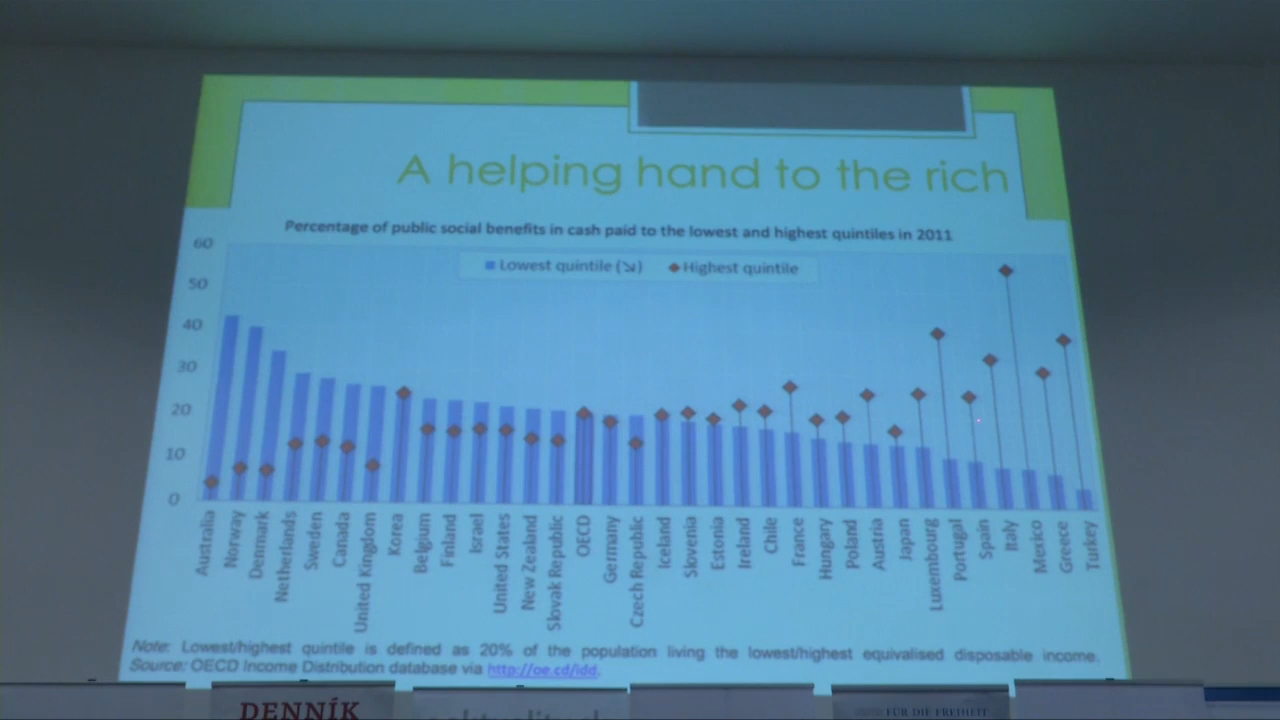 A helping hand to the rich
Percentage of public social benefits in cash paid to the lowest and highest quintiles in 2011
Lowest quintile (↘)
Highest quintile
60
50
40
30
20
10
0
Australia
Norway
Denmark
Netherlands
Sweden
Canada
United Kingdom
Korea
Belgium
Finland
Israel
United States
New Zealand
Slovak Republic
OECD
Germany
Czech Republic
Iceland
Slovenia
Estonia
Ireland
Chile
France
Hungary
Poland
Austria
Japan
Luxembourg
Portugal
Spain
Italy
Mexico
Greece
Turkey
Note: Lowest/highest quintile is defined as 20% of the population living the lowest/highest equivalised disposable income.
Source: OECD Income Distribution database via http://oe.cd/idd.
DENNÍK
FÜR DIE FREIHEIT